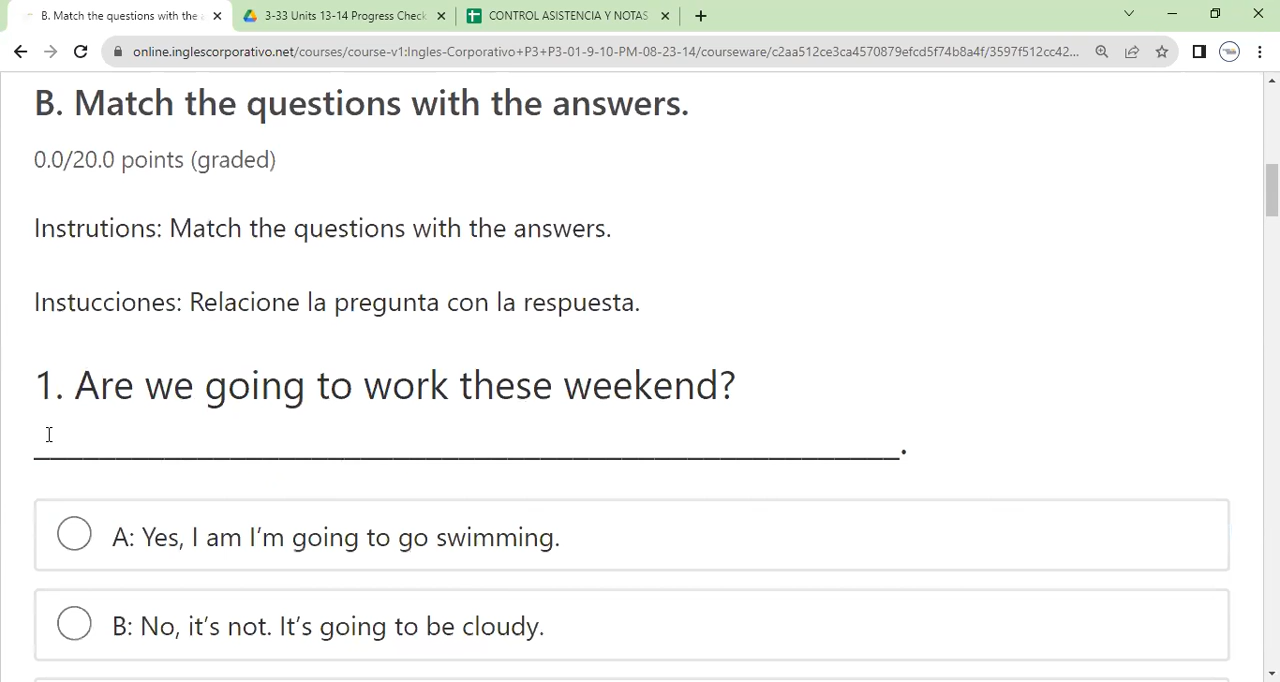 B. Match the questions with the
3-33 Units 13-14 Progress Check
CONTROL ASISTENCIA Y NOTAS
online.inglescorporativo.net/courses/course-v1:Ingles-Corporativo+P3+P3-01-9-10-PM-08-23-14/courseware/c2aa512ce3ca4570879efcd5f74b8a4f/3597f512cc42...
B. Match the questions with the answers.
0.0/20.0 points (graded)
Instrutions: Match the questions with the answers.
Instucciones: Relacione la pregunta con la respuesta.
1. Are we going to work these weekend?
.
A: Yes, I am I’m going to go swimming.
B: No, it’s not. It’s going to be cloudy.